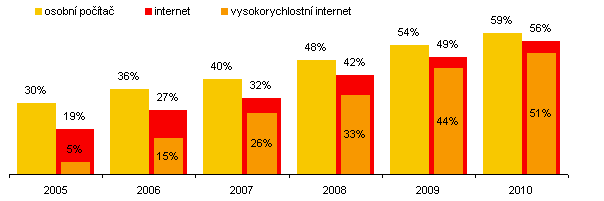 osobní počítač internet vysokorychlostní internet
30% 19% 5%
36% 27% 15%
40% 32% 26%
48% 42% 33%
54% 49% 44%
59% 56% 51%
2005 2006 2007 2008 2009 2010